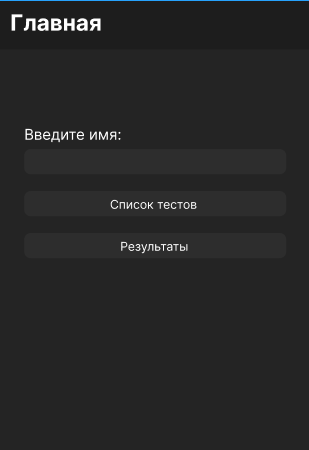 Главная
Введите имя:
Список тестов
Результаты